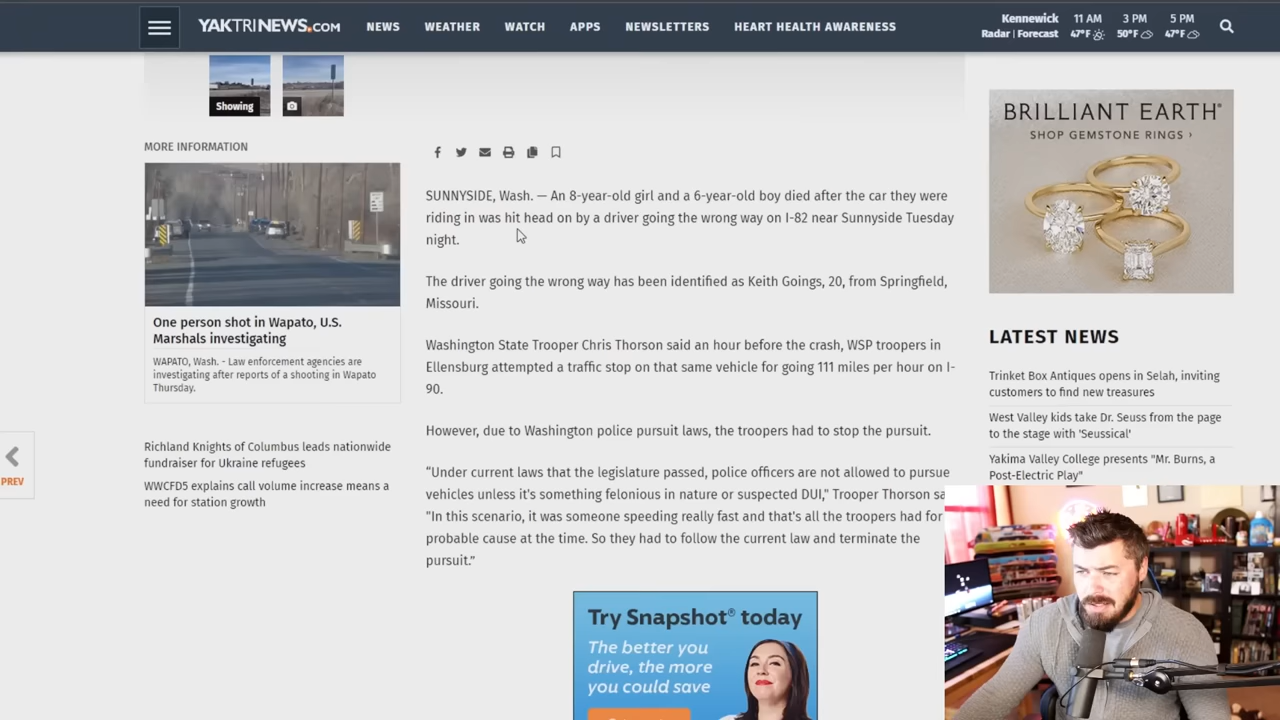 YAKTRINEWS.COM
NEWS
WEATHER
WATCH
APPS
NEWSLETTERS
HEART HEALTH AWARENESS
Kennewick
Radar | Forecast
11 AM
47°F
3 PM
50°F
5 PM
47°F
Showing
MORE INFORMATION
One person shot in Wapato, U.S.
Marshals investigating
WAPATO, Wash. - Law enforcement agencies are
investigating after reports of a shooting in Wapato
Thursday.
Richland Knights of Columbus leads nationwide
fundraiser for Ukraine refugees
WWCFD5 explains call volume increase means a
need for station growth
PREV
SUNNYSIDE, Wash. — An 8-year-old girl and a 6-year-old boy died after the car they were
riding in was hit head on by a driver going the wrong way on I-82 near Sunnyside Tuesday
night.
The driver going the wrong way has been identified as Keith Goings, 20, from Springfield,
Missouri.
Washington State Trooper Chris Thorson said an hour before the crash, WSP troopers in
Ellensburg attempted a traffic stop on that same vehicle for going 111 miles per hour on I-
90.
However, due to Washington police pursuit laws, the troopers had to stop the pursuit.
“Under current laws that the legislature passed, police officers are not allowed to pursue
vehicles unless it's something felonious in nature or suspected DUI,” Trooper Thorson sa
"In this scenario, it was someone speeding really fast and that's all the troopers had for
probable cause at the time. So they had to follow the current law and terminate the
pursuit.”
Try Snapshot® today
The better you
drive, the more
you could save
BRILLIANT EARTH®
SHOP GEMSTONE RINGS ›
LATEST NEWS
Trinket Box Antiques opens in Selah, inviting
customers to find new treasures
West Valley kids take Dr. Seuss from the page
to the stage with 'Seussical'
Yakima Valley College presents "Mr. Burns, a
Post-Electric Play"